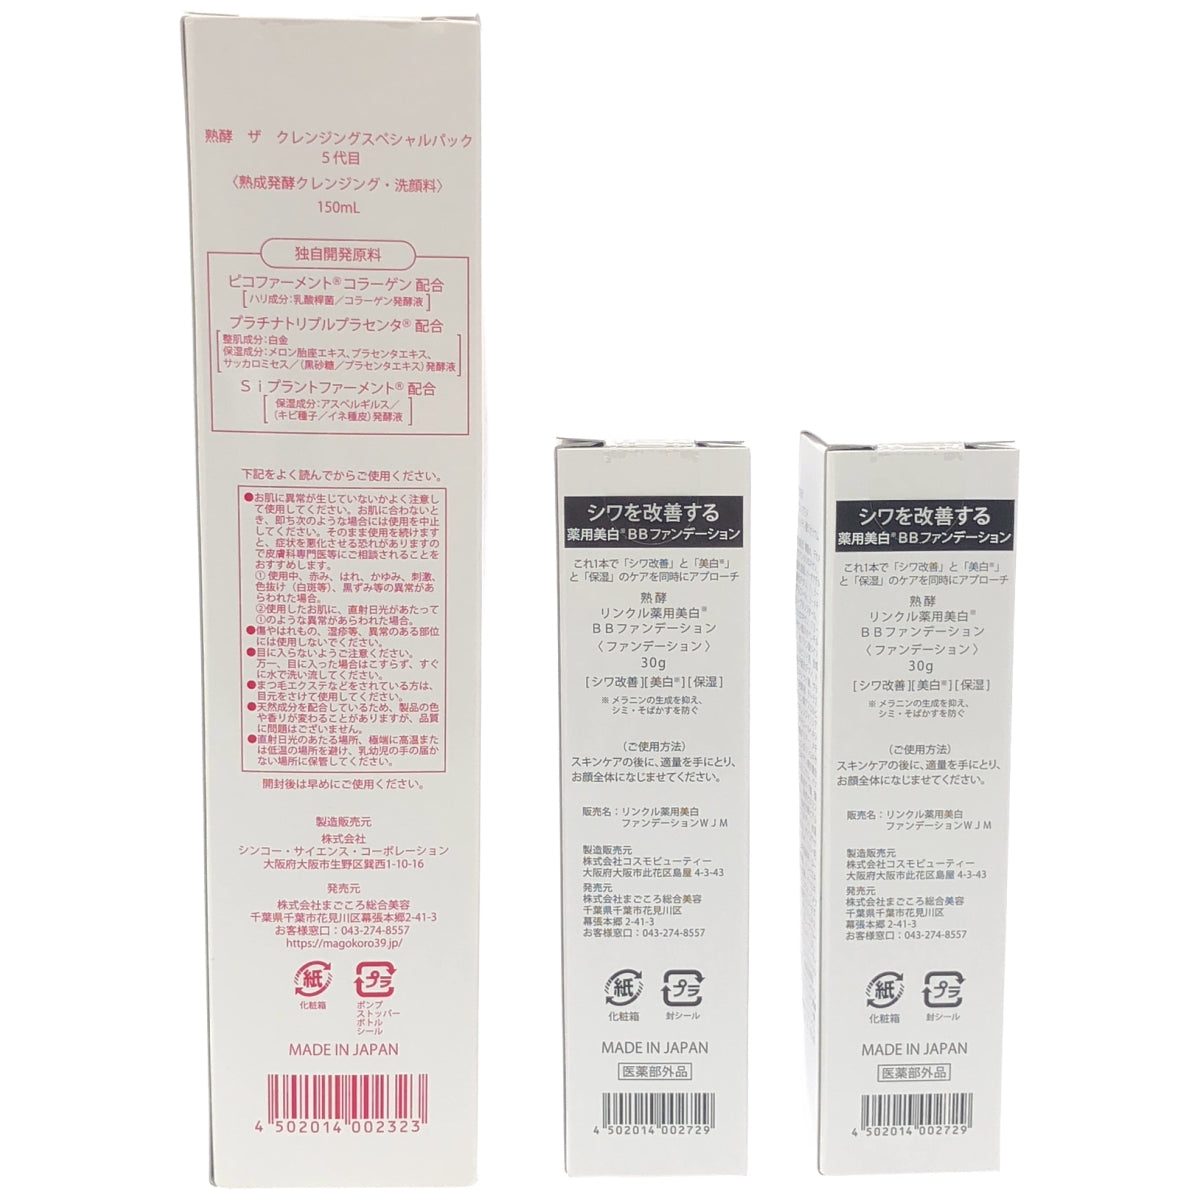 熟酵　ザ　クレンジングスペシャルパック
５代目
〈熟成発酵クレンジング・洗顔料〉
150mL
独自開発原料
ピコファーメント®コラーゲン 配合
[ハリ成分：乳酸桿菌／コラーゲン発酵液]
プラチナトリプルプラセンタ® 配合
整肌成分：白金
保湿成分：メロン胎座エキス、プラセンタエキス、
サッカロミセス／（黒砂糖／プラセンタエキス）発酵液
Ｓｉプラントファーメント® 配合
保湿成分：アスペルギルス／
（キビ種子／イネ種皮）発酵液
下記をよく読んでからご使用ください。
●お肌に異常が生じていないかよく注意し
て使用してください。お肌に合わないと
き、即ち次のような場合には使用を中止
してください。そのまま使用を続けます
と、症状を悪化させる恐れがありますの
で皮膚科専門医等にご相談されることを
おすすめします。
①使用中、赤み、はれ、かゆみ、刺激、
色抜け（白斑等）、黒ずみ等の異常があ
らわれた場合。
②使用したお肌に、直射日光があたって
①のような異常があらわれた場合。
●傷やはれもの、湿疹等、異常のある部位
には使用しないでください。
●目に入らないようご注意ください。
万一、目に入った場合はこすらず、すぐ
に水で洗い流してください。
●まつ毛エクステなどをされている方は、
目元をさけて使用してください。
●天然成分を配合しているため、製品の色
や香りが変わることがありますが、品質
に問題はございません。
●直射日光のあたる場所、極端に高温また
は低温の場所を避け、乳幼児の手の届か
ない場所に保管してください。
開封後は早めにご使用ください。
製造販売元
株式会社
シンコー・サイエンス・コーポレーション
大阪府大阪市生野区巽西1-10-16
発売元
株式会社まごころ総合美容
千葉県千葉市花見川区幕張本郷2-41-3
お客様窓口：043-274-8557
https://magokoro39.jp/
紙
化粧箱
プラ
ポンプ
ストッパー
ボトル
シール
MADE IN JAPAN
4 502014 002323
シワを改善する
薬用美白※BBファンデーション
これ1本で「シワ改善」と「美白※」
と「保湿」のケアを同時にアプローチ
熟酵
リンクル薬用美白※
ＢＢファンデーション
〈ファンデーション〉
30g
[シワ改善][美白※][保湿]
※メラニンの生成を抑え、
シミ・そばかすを防ぐ
（ご使用方法）
スキンケアの後に、適量を手にとり、
お顔全体になじませてください。
販売名：リンクル薬用美白
ファンデーションＷＪＭ
製造販売元
株式会社コスモビューティー
大阪府大阪市此花区島屋 4-3-43
発売元
株式会社まごころ総合美容
千葉県千葉市花見川区
幕張本郷 2-41-3
お客様窓口：043-274-8557
紙
化粧箱
プラ
封シール
MADE IN JAPAN
医薬部外品
4 502014 002729
シワを改善する
薬用美白※BBファンデーション
これ1本で「シワ改善」と「美白※」
と「保湿」のケアを同時にアプローチ
熟酵
リンクル薬用美白※
ＢＢファンデーション
〈ファンデーション〉
30g
[シワ改善][美白※][保湿]
※メラニンの生成を抑え、
シミ・そばかすを防ぐ
（ご使用方法）
スキンケアの後に、適量を手にとり、
お顔全体になじませてください。
販売名：リンクル薬用美白
ファンデーションＷＪＭ
製造販売元
株式会社コスモビューティー
大阪府大阪市此花区島屋 4-3-43
発売元
株式会社まごころ総合美容
千葉県千葉市花見川区
幕張本郷 2-41-3
お客様窓口：043-274-8557
紙
化粧箱
プラ
封シール
MADE IN JAPAN
医薬部外品
4 502014 002729